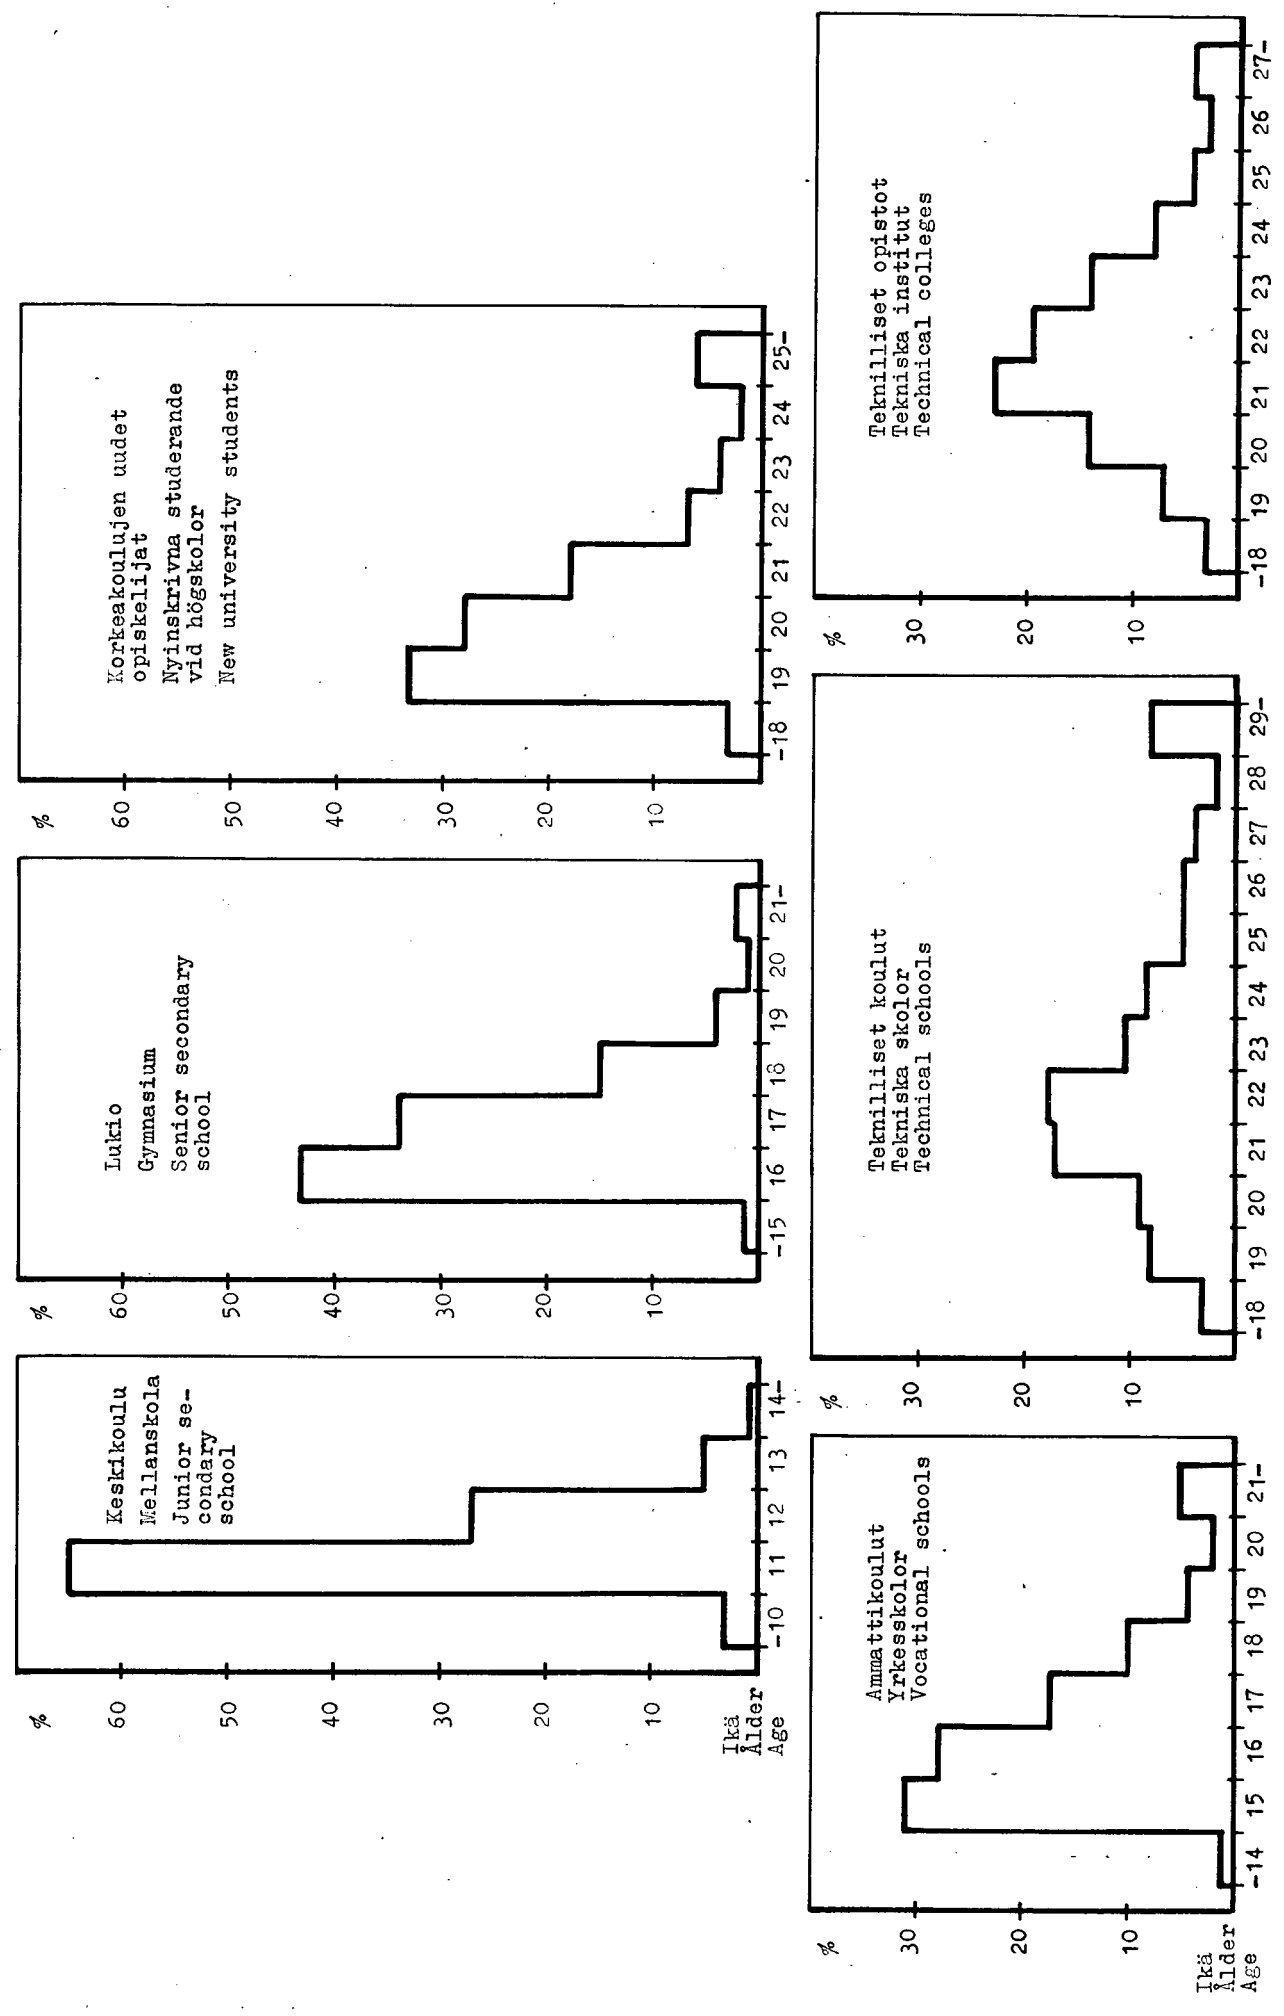 %
60
50
40
30
20
10
Ikä
Ålder
Age
-10
11
12
13
14-
Keskikoulu
Mellanskola
Junior se-
condary
school
%
60
50
40
30
20
10
-15
16
17
18
19
20
21-
Lukio
Gymnasium
Senior secondary
school
%
60
50
40
30
20
10
-18
19
20
21
22
23
24
25-
Korkeakoulujen uudet
opiskelijat
Nyinskrivna studerande
vid högskolor
New university students
%
30
20
10
Ikä
Ålder
Age
-14
15
16
17
18
19
20
21-
Ammattikoulut
Yrkesskolor
Vocational schools
%
30
20
10
-18
19
20
21
22
23
24
25
26
27
28
29-
Teknilliset koulut
Tekniska skolor
Technical schools
%
30
20
10
-18
19
20
21
22
23
24
25
26
27-
Teknilliset opistot
Tekniska institut
Technical colleges